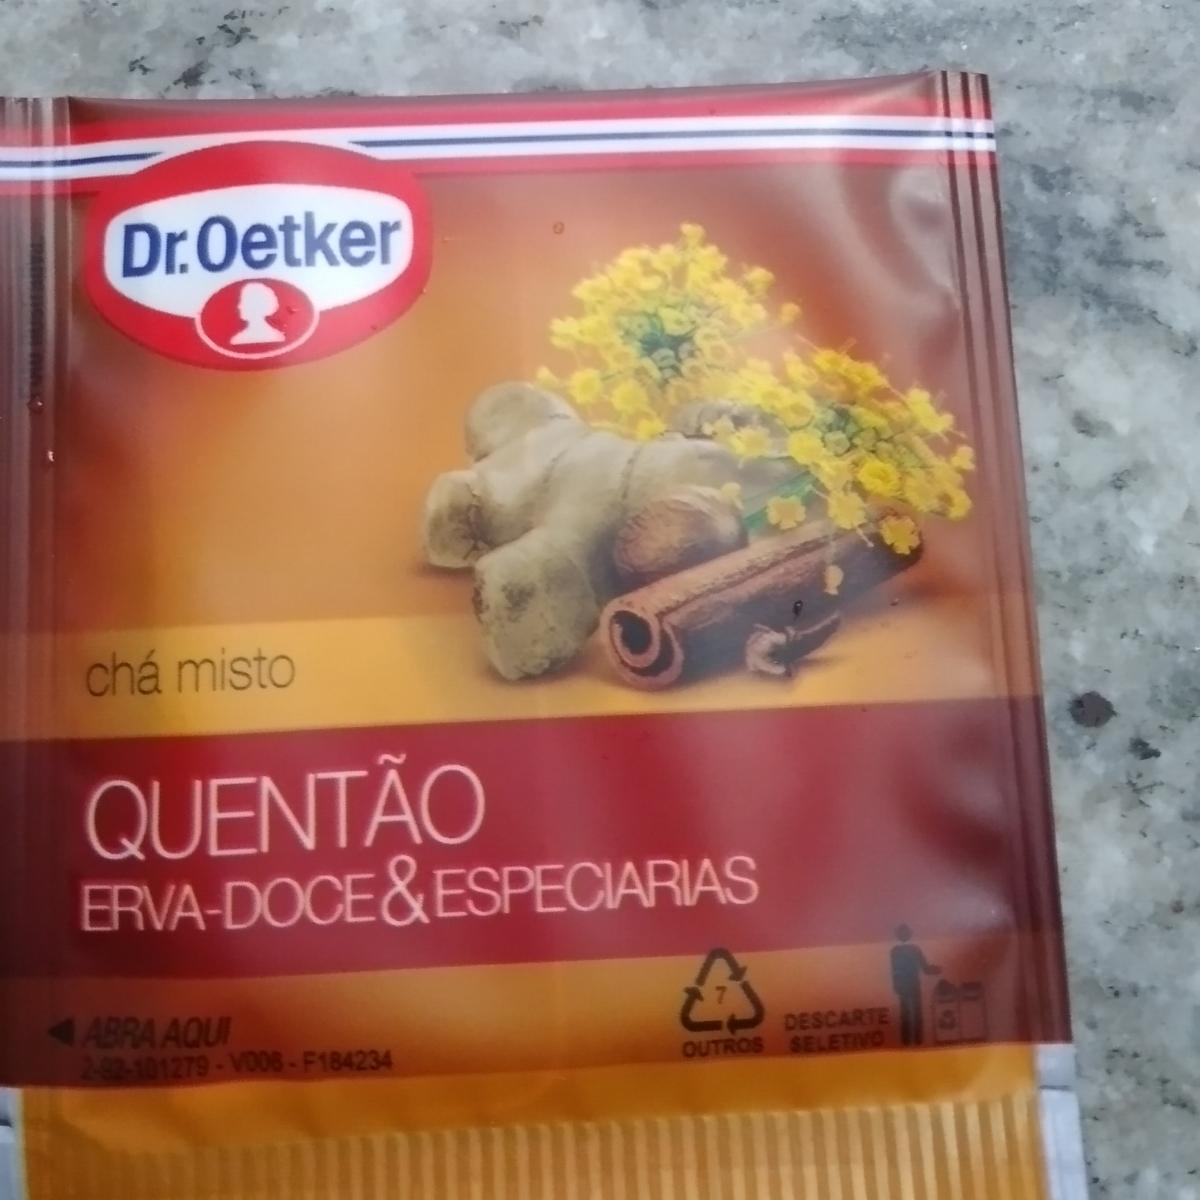 Dr.Oetker
chá misto
QUENTÃO
ERVA-DOCE&ESPECIARIAS
ABRA AQUI
2-92-101279 - V006 - F184234
7
OUTROS
DESCARTE
SELETIVO